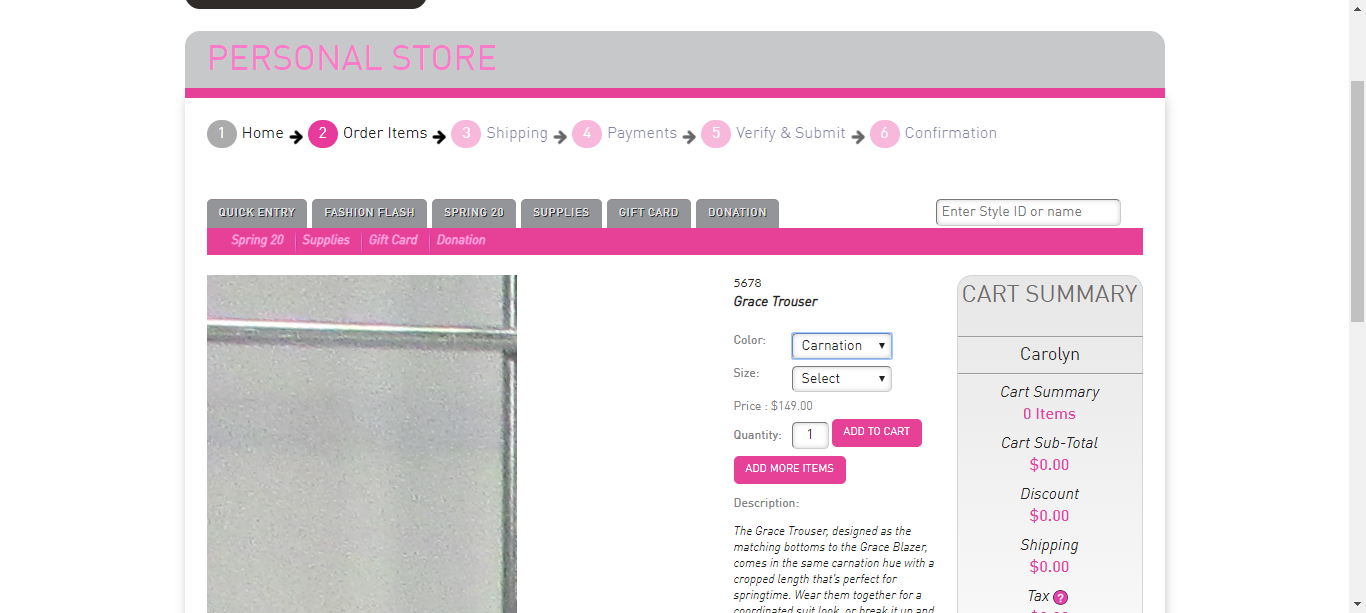 PERSONAL STORE
1 Home 2 Order Items 3 Shipping 4 Payments 5 Verify & Submit 6 Confirmation
QUICK ENTRY FASHION FLASH SPRING 20 SUPPLIES GIFT CARD DONATION
Enter Style ID or name
Spring 20 Supplies Gift Card Donation
5678
Grace Trouser
Color: Carnation
Size: Select
Price : $149.00
Quantity: 1 ADD TO CART
ADD MORE ITEMS
Description:
The Grace Trouser, designed as the
matching bottoms to the Grace Blazer,
comes in the same carnation hue with a
cropped length that's perfect for
springtime. Wear them together for a
coordinated suit look, or break it up and
CART SUMMARY
Carolyn
Cart Summary
0 Items
Cart Sub-Total
$0.00
Discount
$0.00
Shipping
$0.00
Tax ?